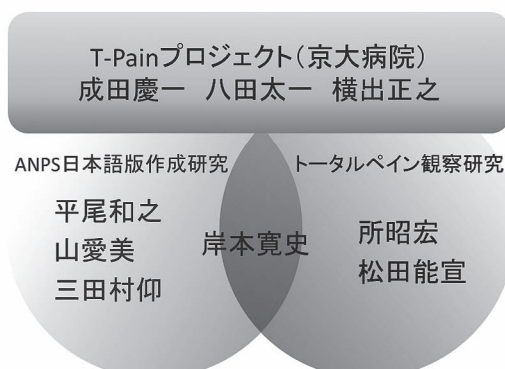 T-Painプロジェクト(京大病院)
成田慶一 八田太一 横出正之
ANPS日本語版作成研究
トータルペイン観察研究
平尾和之
山愛美
三田村仰
岸本寛史
所昭宏
松田能宣